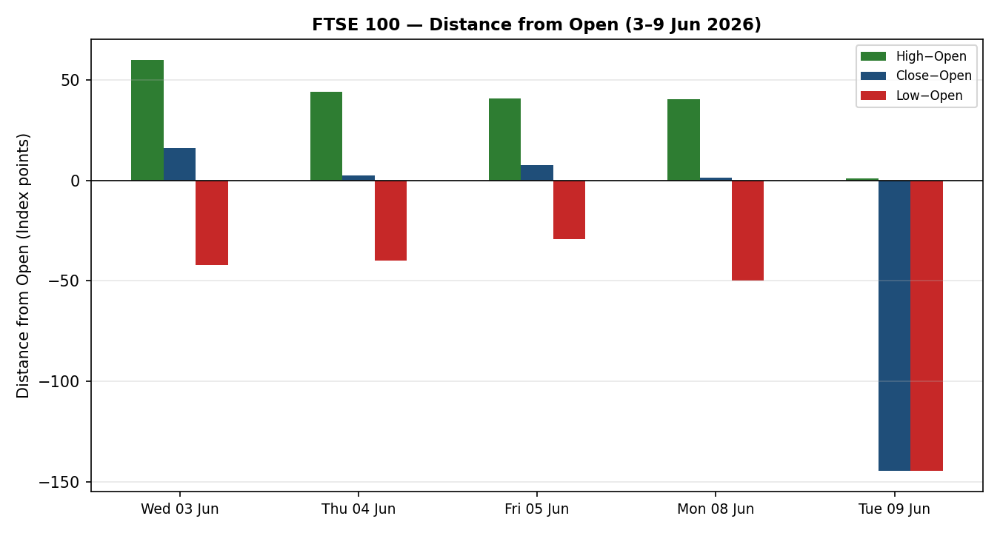 FTSE 100 — Distance from Open (3–9 Jun 2026)
High−Open
Close−Open
Low−Open
Distance from Open (Index points)
50
0
−50
−100
−150
Wed 03 Jun
Thu 04 Jun
Fri 05 Jun
Mon 08 Jun
Tue 09 Jun